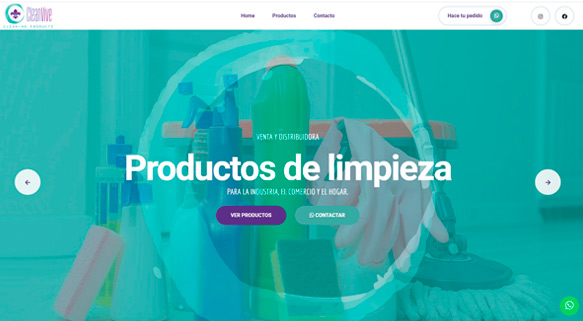 CleanWave
CLEANING PRODUCTS
Home
Productos
Contacto
Hace tu pedido
VENTA Y DISTRIBUIDORA
Productos de limpieza
PARA LA INDUSTRIA, EL COMERCIO Y EL HOGAR.
VER PRODUCTOS
CONTACTAR